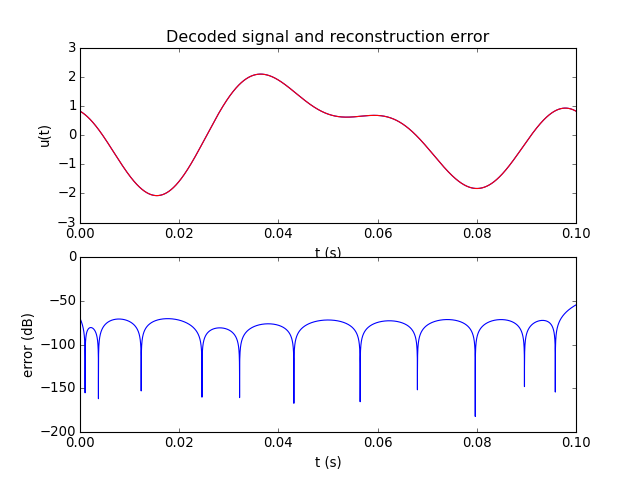 Decoded signal and reconstruction error
3
2
1
0
−1
−2
−3
u(t)
0.00 0.02 0.04 0.06 0.08 0.10
t (s)
0
−50
−100
−150
−200
error (dB)
0.00 0.02 0.04 0.06 0.08 0.10
t (s)